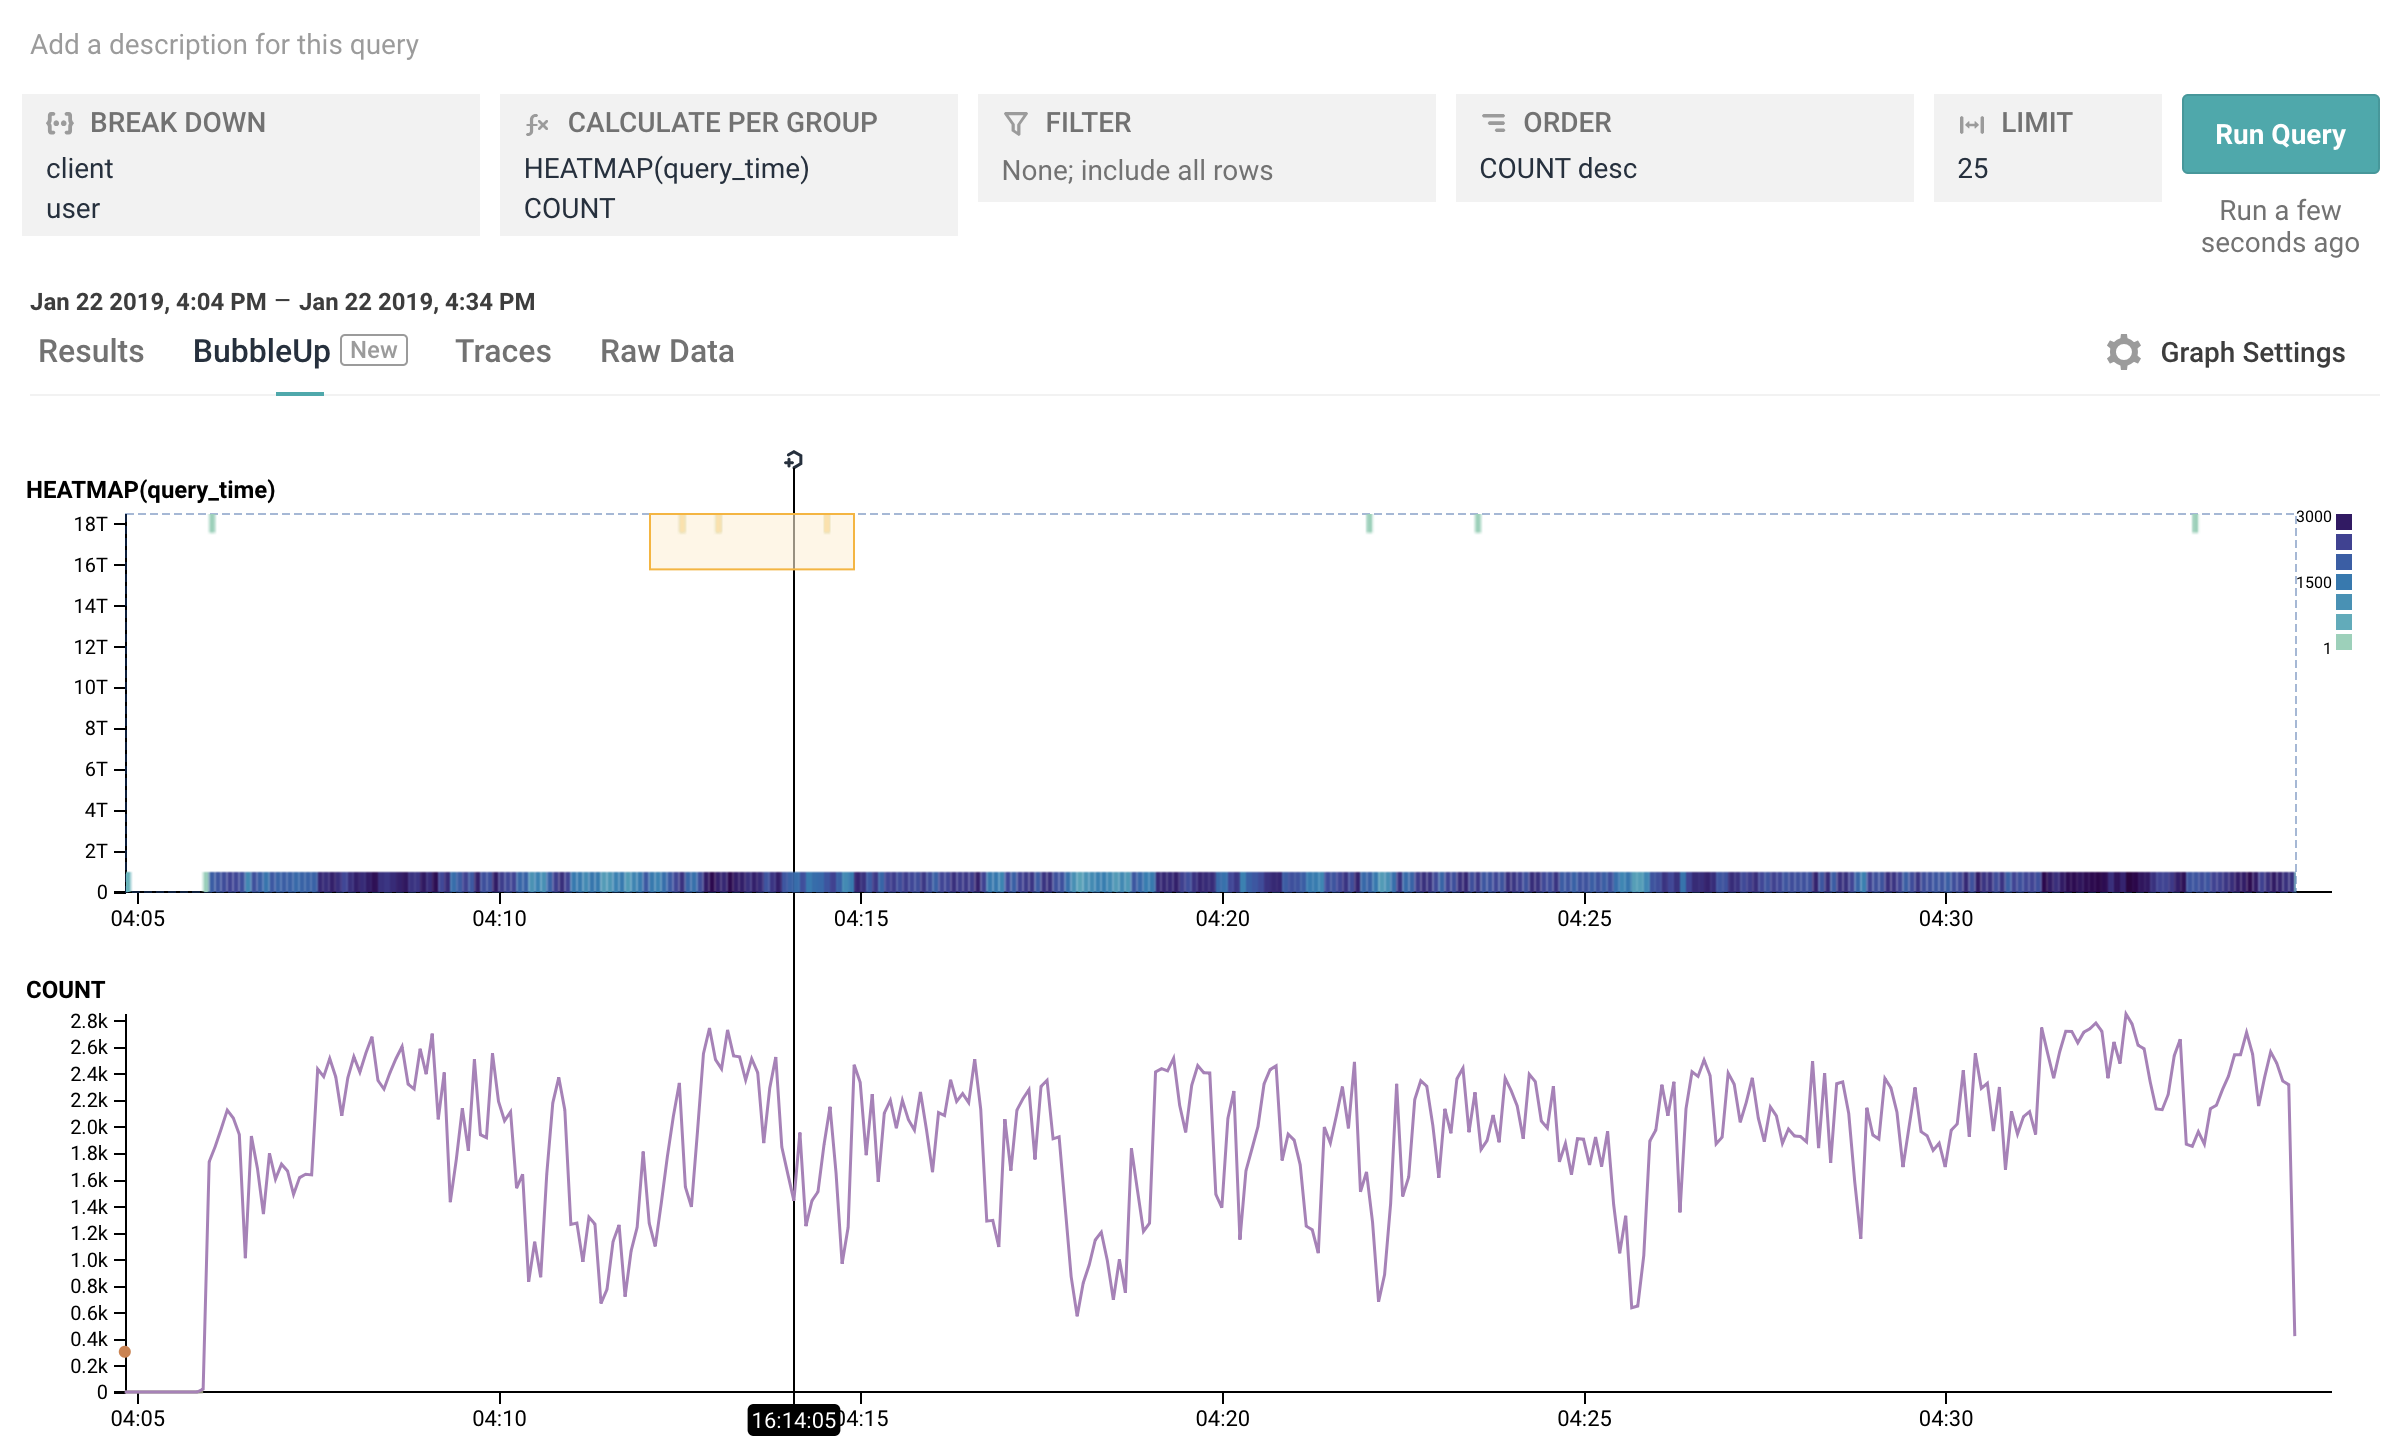 Add a description for this query
BREAK DOWN
client
user
CALCULATE PER GROUP
HEATMAP(query_time)
COUNT
FILTER
None; include all rows
ORDER
COUNT desc
LIMIT
25
Run Query
Run a few
seconds ago
Jan 22 2019, 4:04 PM — Jan 22 2019, 4:34 PM
Results BubbleUp New Traces Raw Data
Graph Settings
HEATMAP(query_time)
18T
16T
14T
12T
10T
8T
6T
4T
2T
0
3000
1500
1
04:05 04:10 04:15 04:20 04:25 04:30
COUNT
2.8k
2.6k
2.4k
2.2k
2.0k
1.8k
1.6k
1.4k
1.2k
1.0k
0.8k
0.6k
0.4k
0.2k
0
04:05 04:10 16:14:05 04:15 04:20 04:25 04:30